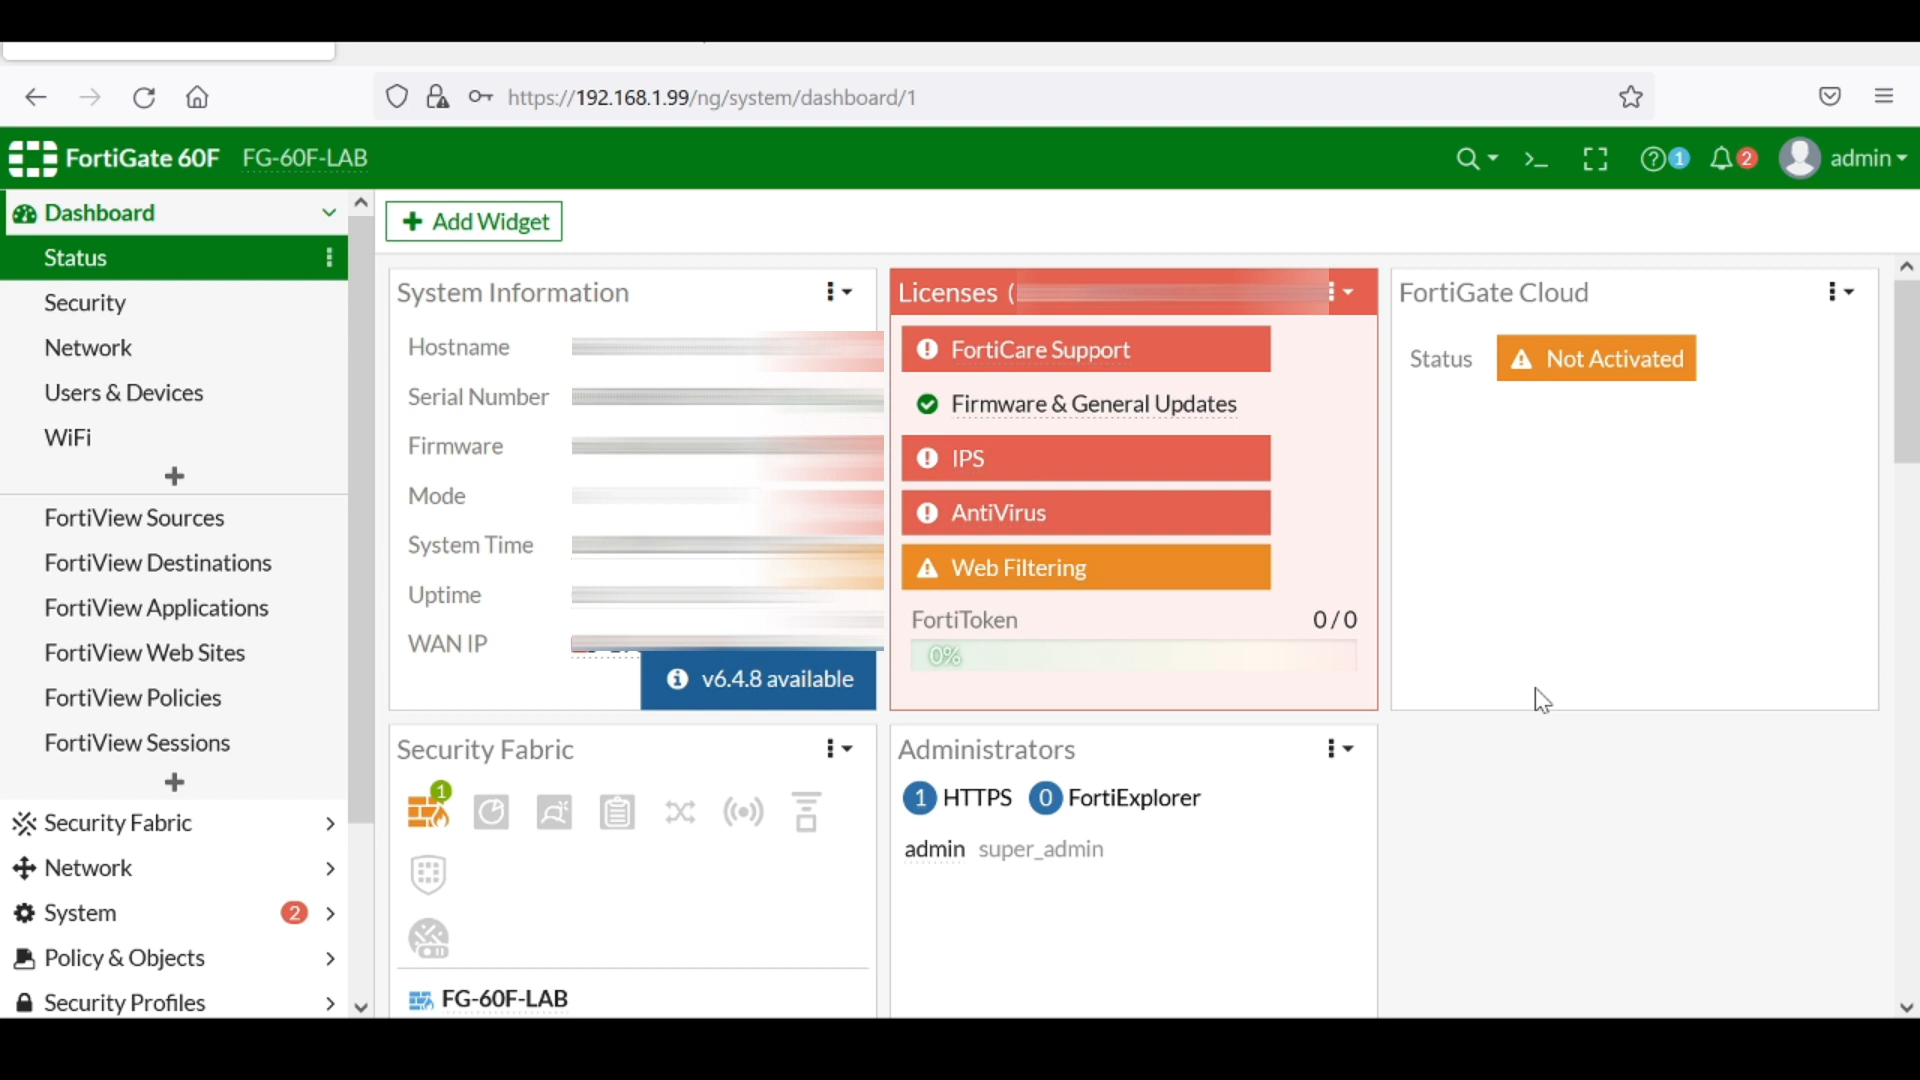 https://192.168.1.99/ng/system/dashboard/1
FortiGate 60F FG-60F-LAB
1 2 admin
Dashboard
Status
Security
Network
Users & Devices
WiFi
FortiView Sources
FortiView Destinations
FortiView Applications
FortiView Web Sites
FortiView Policies
FortiView Sessions
Security Fabric
Network
System 2
Policy & Objects
Security Profiles
Add Widget
System Information
Hostname
Serial Number
Firmware
Mode
System Time
Uptime
WAN IP
v6.4.8 available
Licenses (
FortiCare Support
Firmware & General Updates
IPS
AntiVirus
Web Filtering
FortiToken 0 / 0
0%
FortiGate Cloud
Status Not Activated
Security Fabric
1
FG-60F-LAB
Administrators
1 HTTPS 0 FortiExplorer
admin super_admin